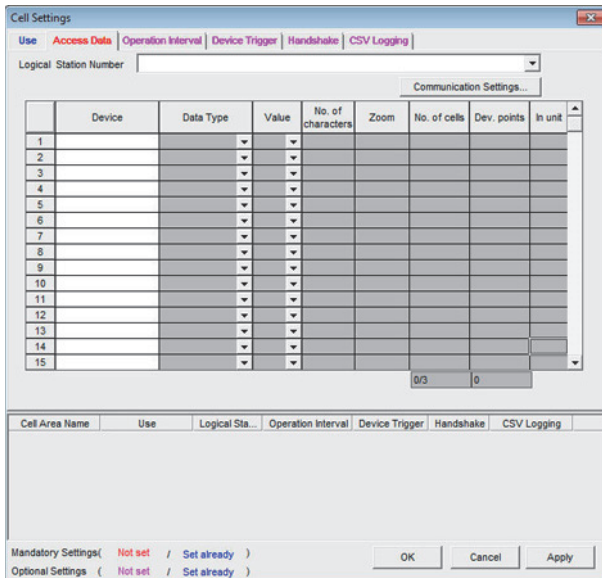 Cell Settings
Use Access Data Operation Interval Device Trigger Handshake CSV Logging
Logical Station Number
Communication Settings...
Device Data Type Value No. of characters Zoom No. of cells Dev. points In unit
1
2
3
4
5
6
7
8
9
10
11
12
13
14
15
0/3 0
Cell Area Name Use Logical Sta... Operation Interval Device Trigger Handshake CSV Logging
Mandatory Settings( Not set / Set already )
Optional Settings ( Not set / Set already )
OK Cancel Apply